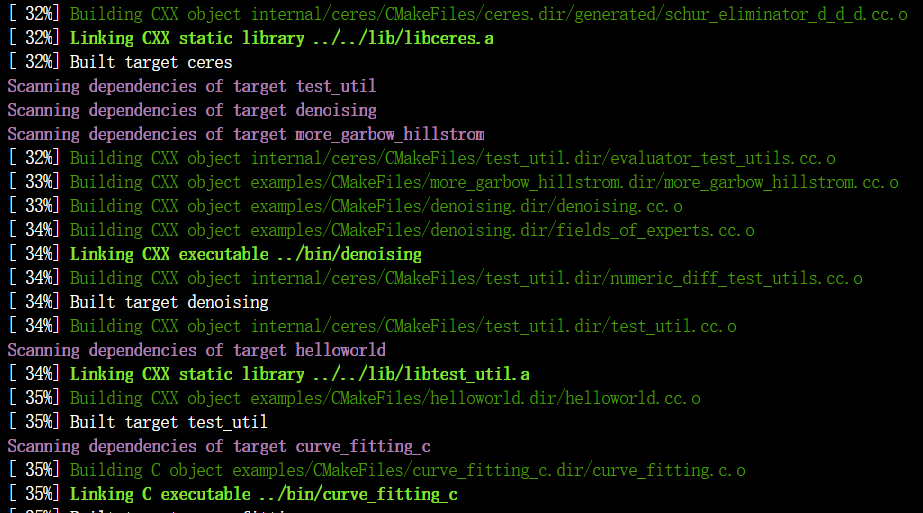 [ 32%] Building CXX object internal/ceres/CMakeFiles/ceres.dir/generated/schur_eliminator_d_d_d.cc.o
[ 32%] Linking CXX static library ../../lib/libceres.a
[ 32%] Built target ceres
Scanning dependencies of target test_util
Scanning dependencies of target denoising
Scanning dependencies of target more_garbow_hillstrom
[ 32%] Building CXX object internal/ceres/CMakeFiles/test_util.dir/evaluator_test_utils.cc.o
[ 33%] Building CXX object examples/CMakeFiles/more_garbow_hillstrom.dir/more_garbow_hillstrom.cc.o
[ 33%] Building CXX object examples/CMakeFiles/denoising.dir/denoising.cc.o
[ 34%] Building CXX object examples/CMakeFiles/denoising.dir/fields_of_experts.cc.o
[ 34%] Linking CXX executable ../bin/denoising
[ 34%] Building CXX object internal/ceres/CMakeFiles/test_util.dir/numeric_diff_test_utils.cc.o
[ 34%] Built target denoising
[ 34%] Building CXX object internal/ceres/CMakeFiles/test_util.dir/test_util.cc.o
Scanning dependencies of target helloworld
[ 34%] Linking CXX static library ../../lib/libtest_util.a
[ 35%] Building CXX object examples/CMakeFiles/helloworld.dir/helloworld.cc.o
[ 35%] Built target test_util
Scanning dependencies of target curve_fitting_c
[ 35%] Building C object examples/CMakeFiles/curve_fitting_c.dir/curve_fitting.c.o
[ 35%] Linking C executable ../bin/curve_fitting_c